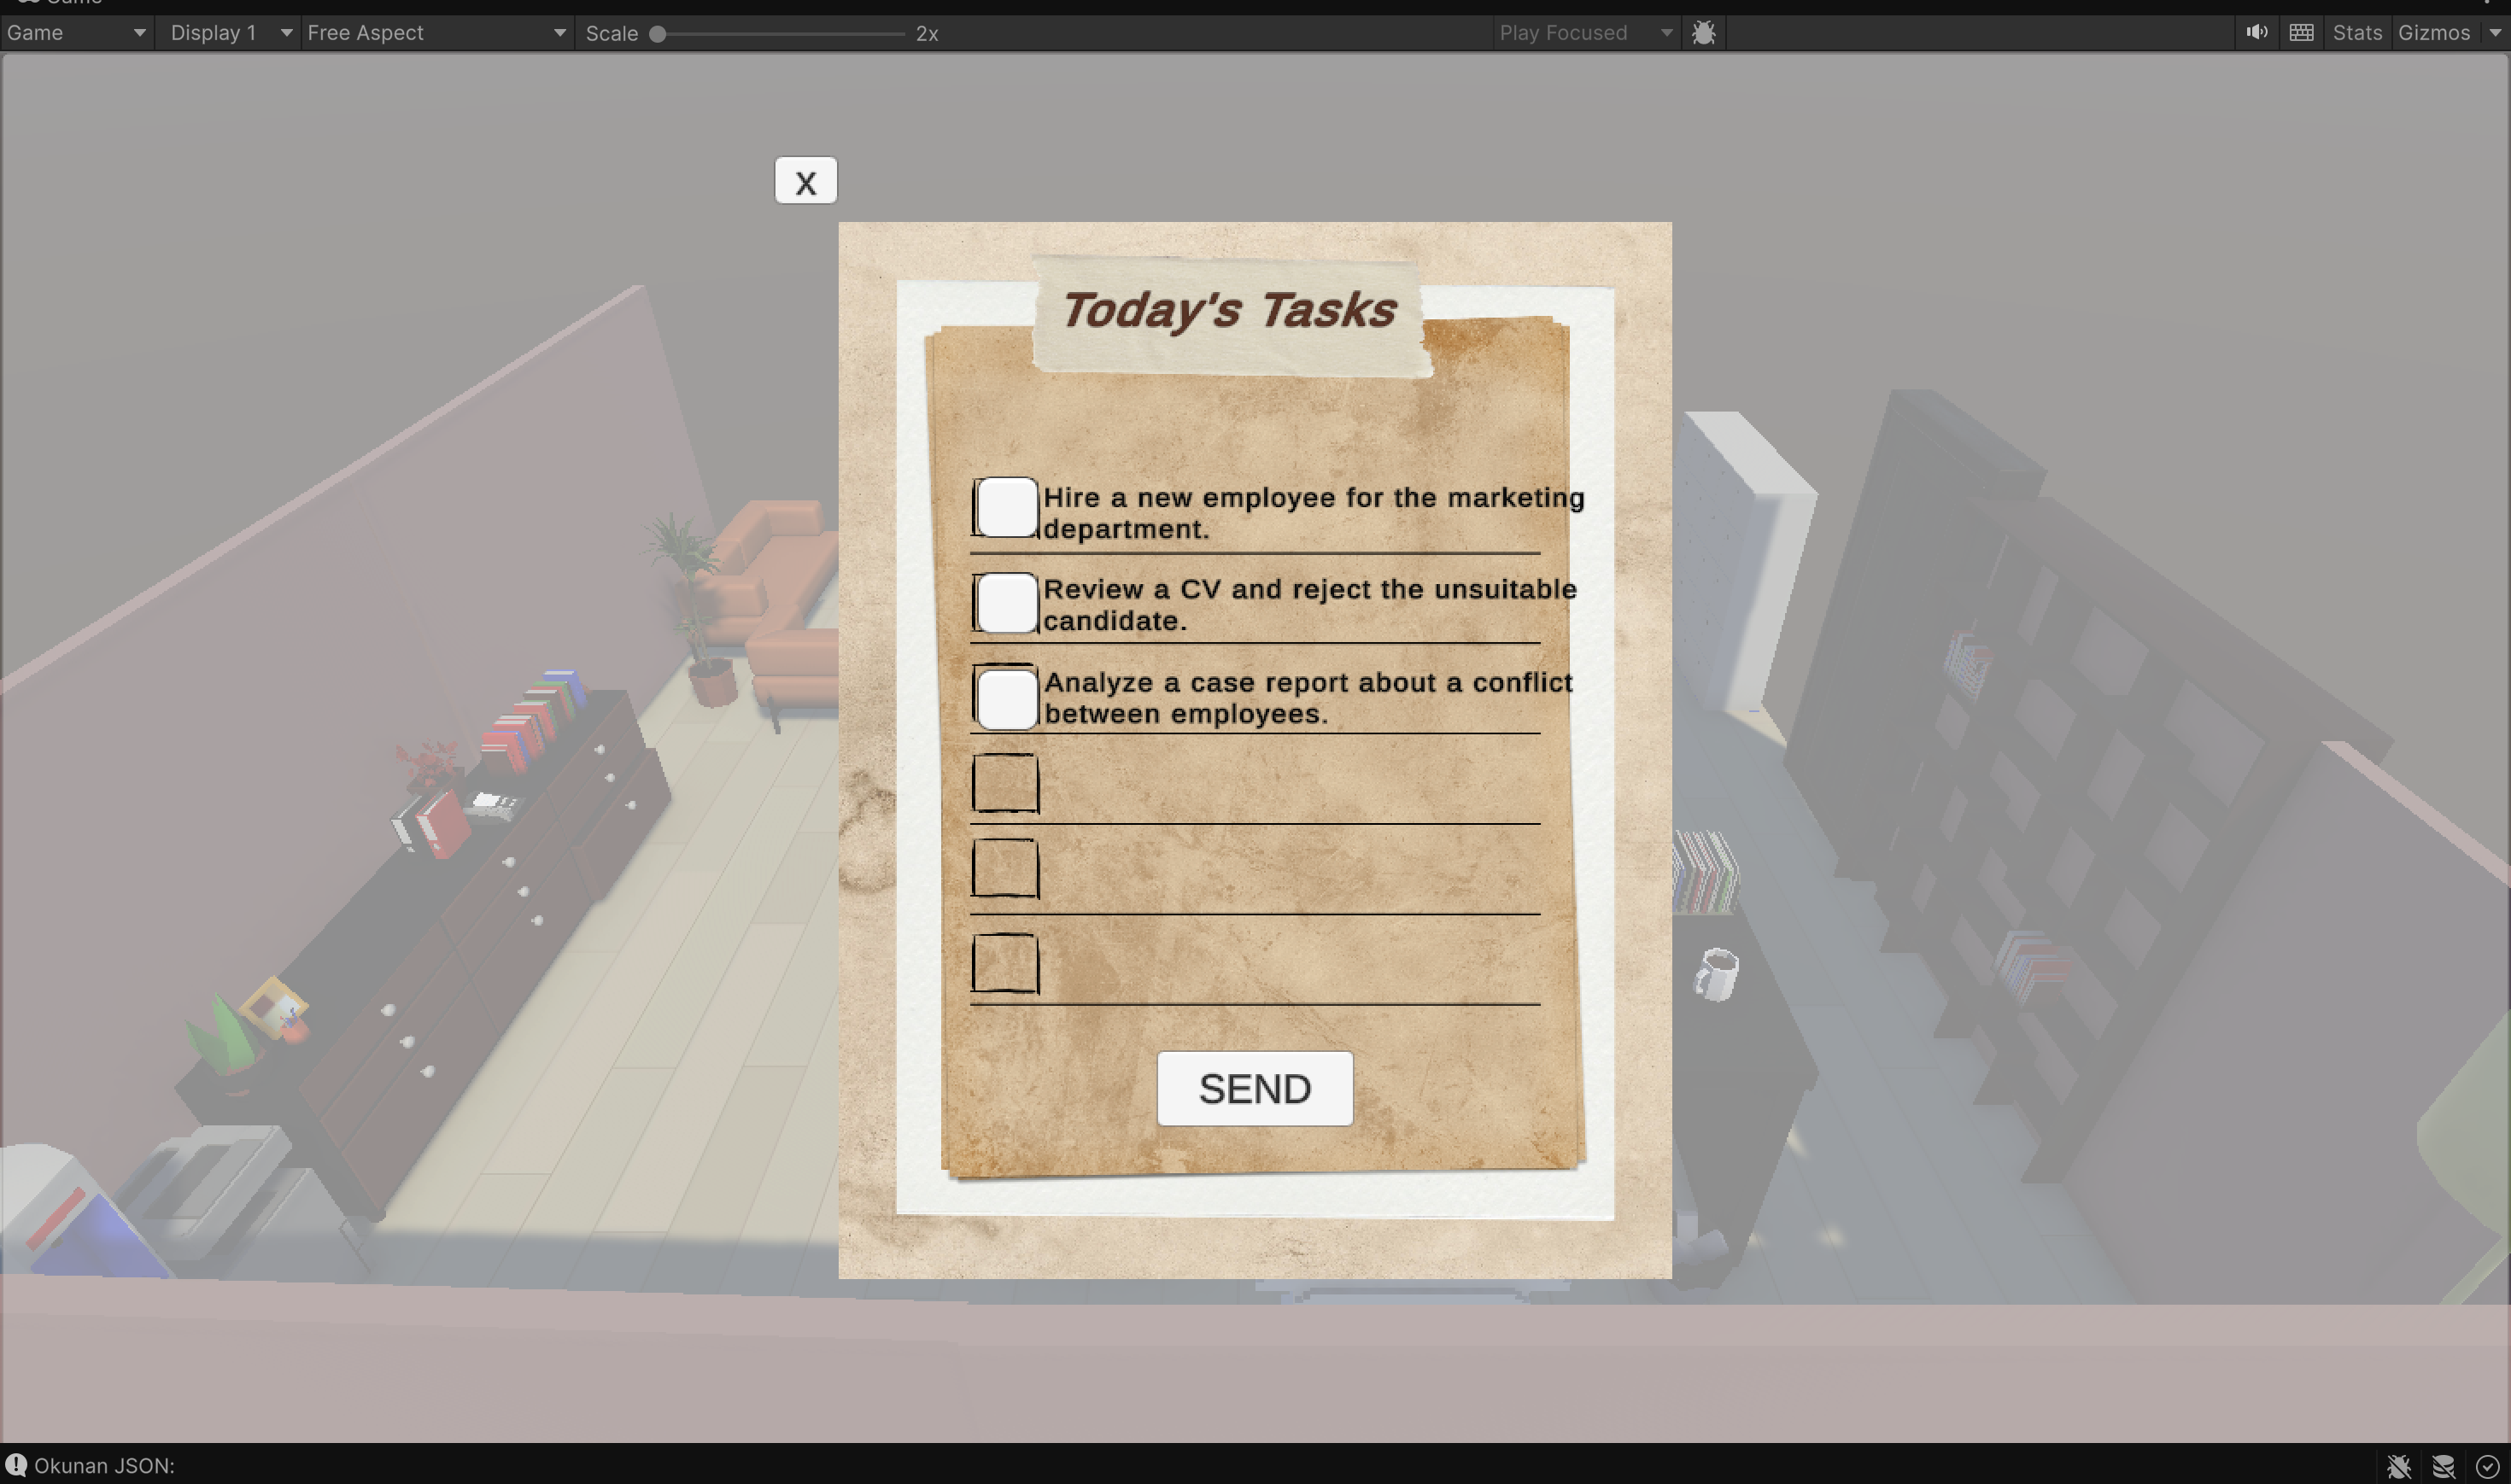 Game
Game
Display 1
Free Aspect
Scale
2x
Play Focused
Stats
Gizmos
X
Today's Tasks
Hire a new employee for the marketing
department.
Review a CV and reject the unsuitable
candidate.
Analyze a case report about a conflict
between employees.
SEND
Okunan JSON: